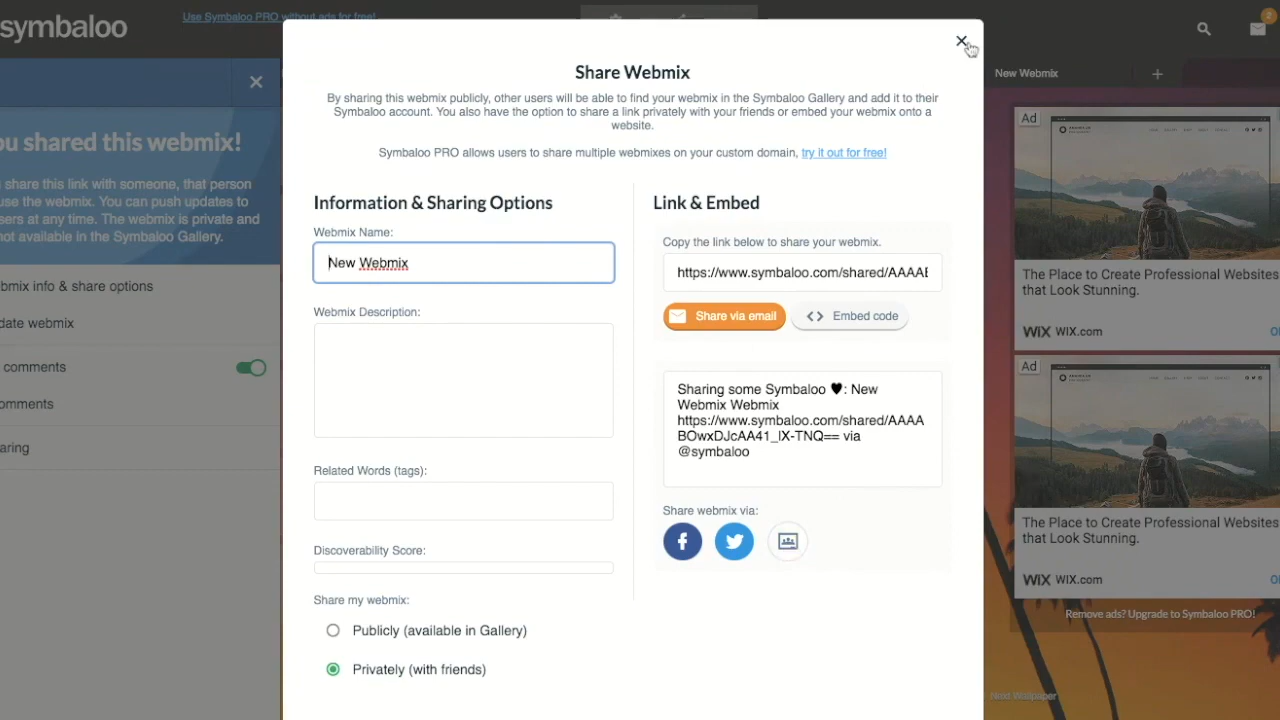 symbaloo
Use Symbaloo PRO without ads for free!
2
New Webmix
Share Webmix
By sharing this webmix publicly, other users will be able to find your webmix in the Symbaloo Gallery and add it to their
Symbaloo account. You also have the option to share a link privately with your friends or embed your webmix onto a
website.
Symbaloo PRO allows users to share multiple webmixes on your custom domain, try it out for free!
ou shared this webmix!
s share this link with someone, that person
use the webmix. You can push updates to
sers at any time. The webmix is private and
not available in the Symbaloo Gallery.
bmix info & share options
date webmix
comments
omments
aring
Information & Sharing Options
Webmix Name:
New Webmix
Webmix Description:
Related Words (tags):
Discoverability Score:
Share my webmix:
Publicly (available in Gallery)
Privately (with friends)
Link & Embed
Copy the link below to share your webmix.
https://www.symbaloo.com/shared/AAAAE
Share via email
<> Embed code
Sharing some Symbaloo ♥: New
Webmix Webmix
https://www.symbaloo.com/shared/AAAA
BOwxDJcAA41_lX-TNQ== via
@symbaloo
Share webmix via:
Ad
The Place to Create Professional Websites
that Look Stunning.
WiX WIX.com
Ad
The Place to Create Professional Websites
that Look Stunning.
WiX WIX.com
Remove ads? Upgrade to Symbaloo PRO!
Next Wallpaper